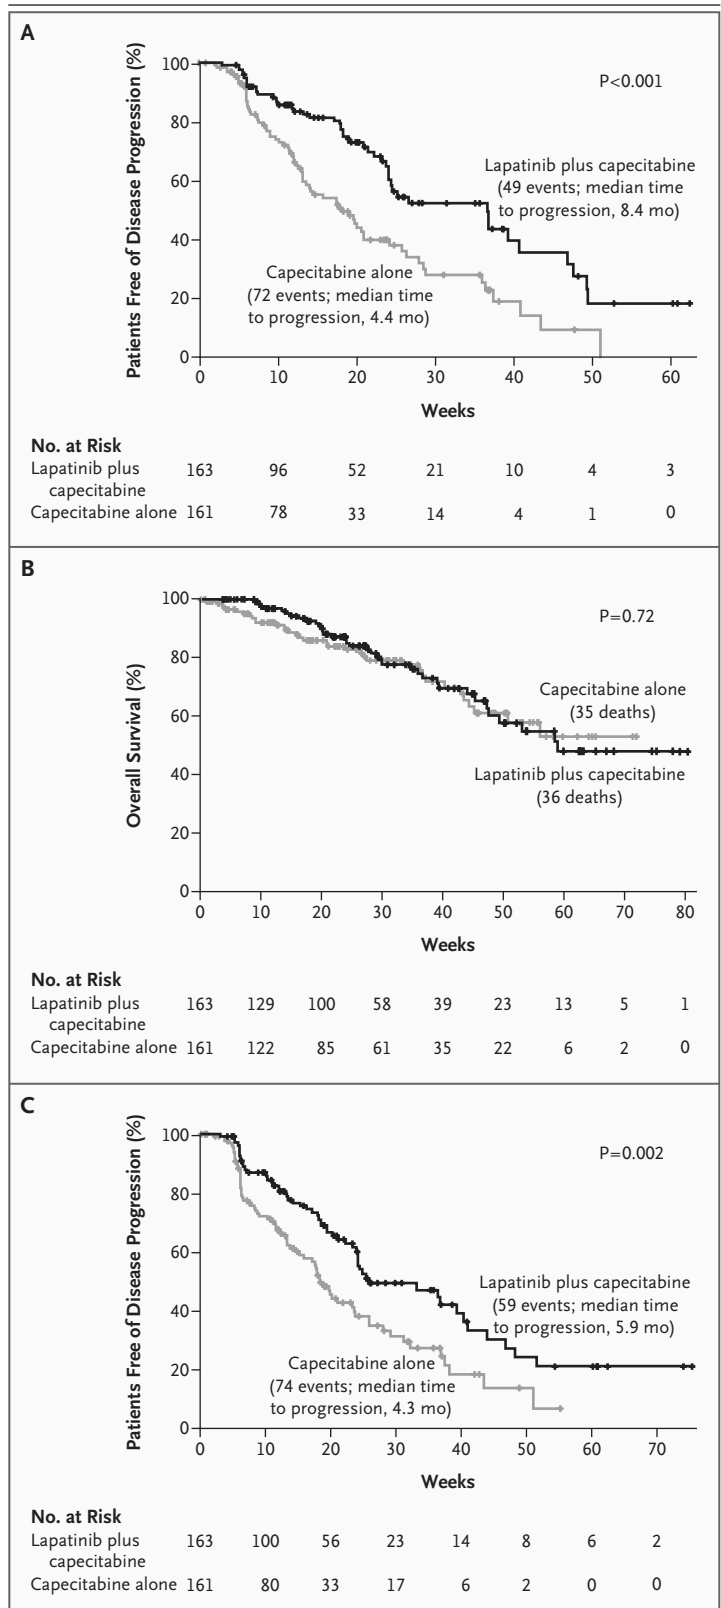 A
Patients Free of Disease Progression (%)
100
80
60
40
20
0
P<0.001
Lapatinib plus capecitabine
(49 events; median time
to progression, 8.4 mo)
Capecitabine alone
(72 events; median time
to progression, 4.4 mo)
0 10 20 30 40 50 60
Weeks
No. at Risk
Lapatinib plus 163 96 52 21 10 4 3
capecitabine
Capecitabine alone 161 78 33 14 4 1 0
B
Overall Survival (%)
100
80
60
40
20
0
P=0.72
Capecitabine alone
(35 deaths)
Lapatinib plus capecitabine
(36 deaths)
0 10 20 30 40 50 60 70 80
Weeks
No. at Risk
Lapatinib plus 163 129 100 58 39 23 13 5 1
capecitabine
Capecitabine alone 161 122 85 61 35 22 6 2 0
C
Patients Free of Disease Progression (%)
100
80
60
40
20
0
P=0.002
Lapatinib plus capecitabine
(59 events; median time
to progression, 5.9 mo)
Capecitabine alone
(74 events; median time
to progression, 4.3 mo)
0 10 20 30 40 50 60 70
Weeks
No. at Risk
Lapatinib plus 163 100 56 23 14 8 6 2
capecitabine
Capecitabine alone 161 80 33 17 6 2 0 0